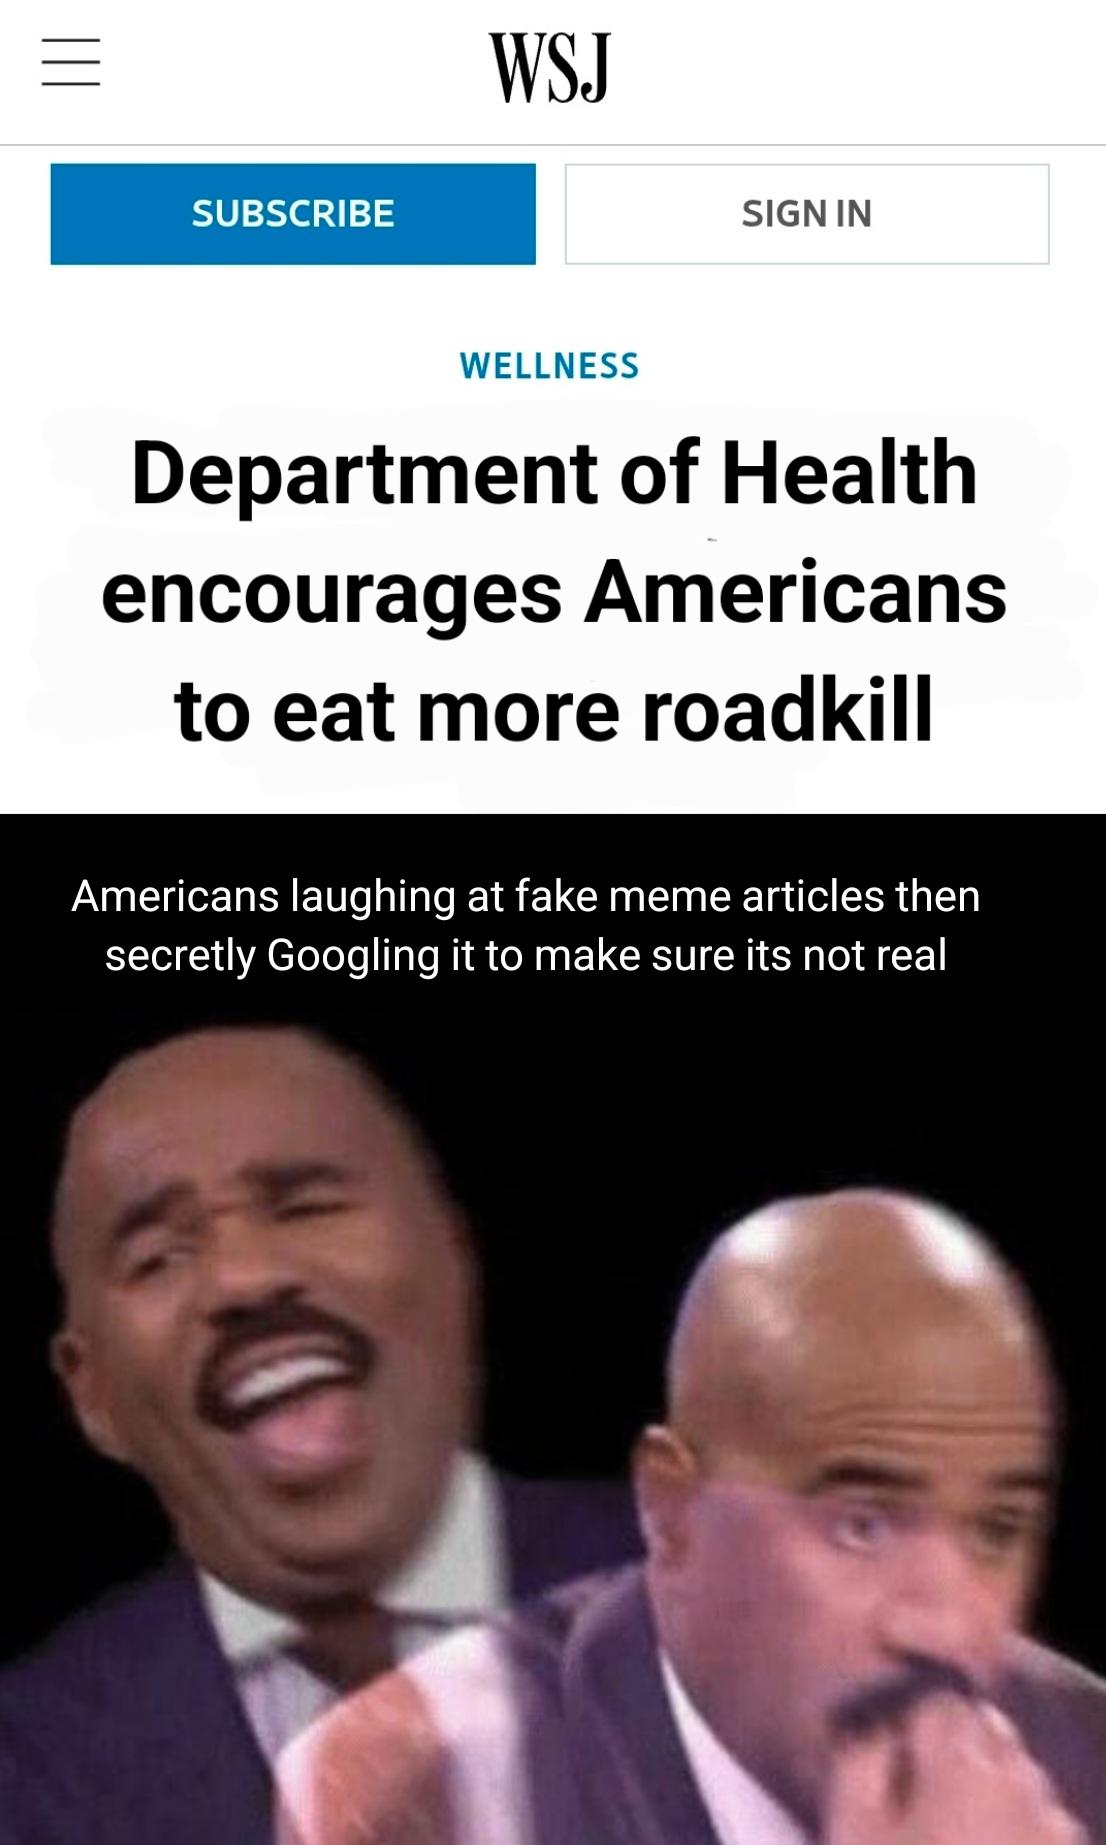 WSJ
SUBSCRIBE
SIGN IN
WELLNESS
Department of Health
encourages Americans
to eat more roadkill
Americans laughing at fake meme articles then
secretly Googling it to make sure its not real